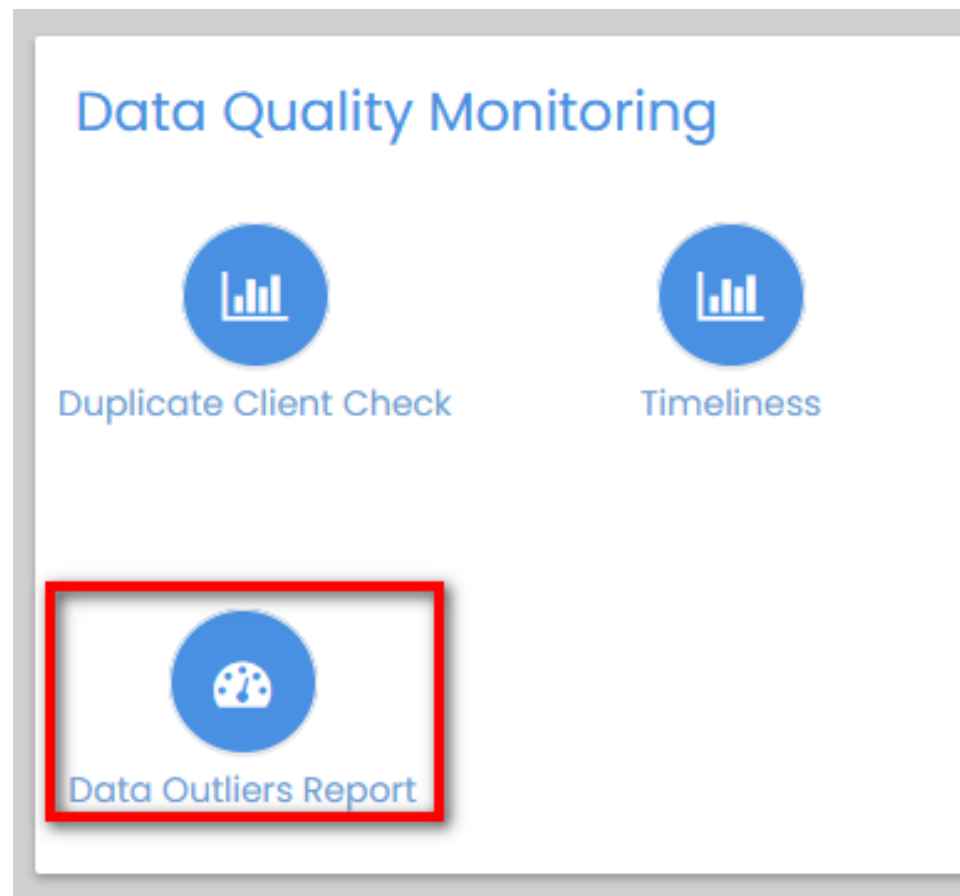 Data Quality Monitoring
Duplicate Client Check
Timeliness
Data Outliers Report